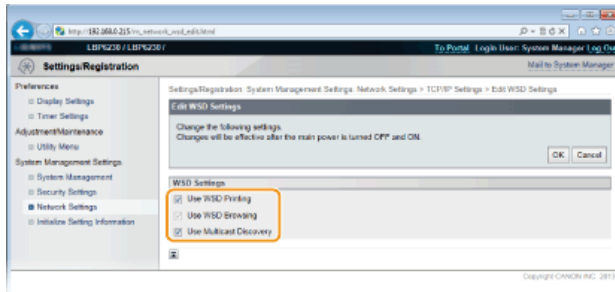 http://192.168.0.215/m_network_wsd_edit.html
LBP6230 / LBP6230 /
To Portal Login User: System Manager Log Ou
Settings/Registration
Mail to System Manager
Preferences
Settings/Registration: System Management Settings: Network Settings > TCP/IP Settings > Edit WSD Settings
Display Settings
Edit WSD Settings
Timer Settings
Change the following settings.
Adjustment/Maintenance
Changes will be effective after the main power is turned OFF and ON.
Utility Menu
OK Cancel
System Management Settings
System Management
WSD Settings
Security Settings
Use WSD Printing
Network Settings
Use WSD Browsing
Initialize Setting Information
Use Multicast Discovery
Copyright CANON INC. 2013